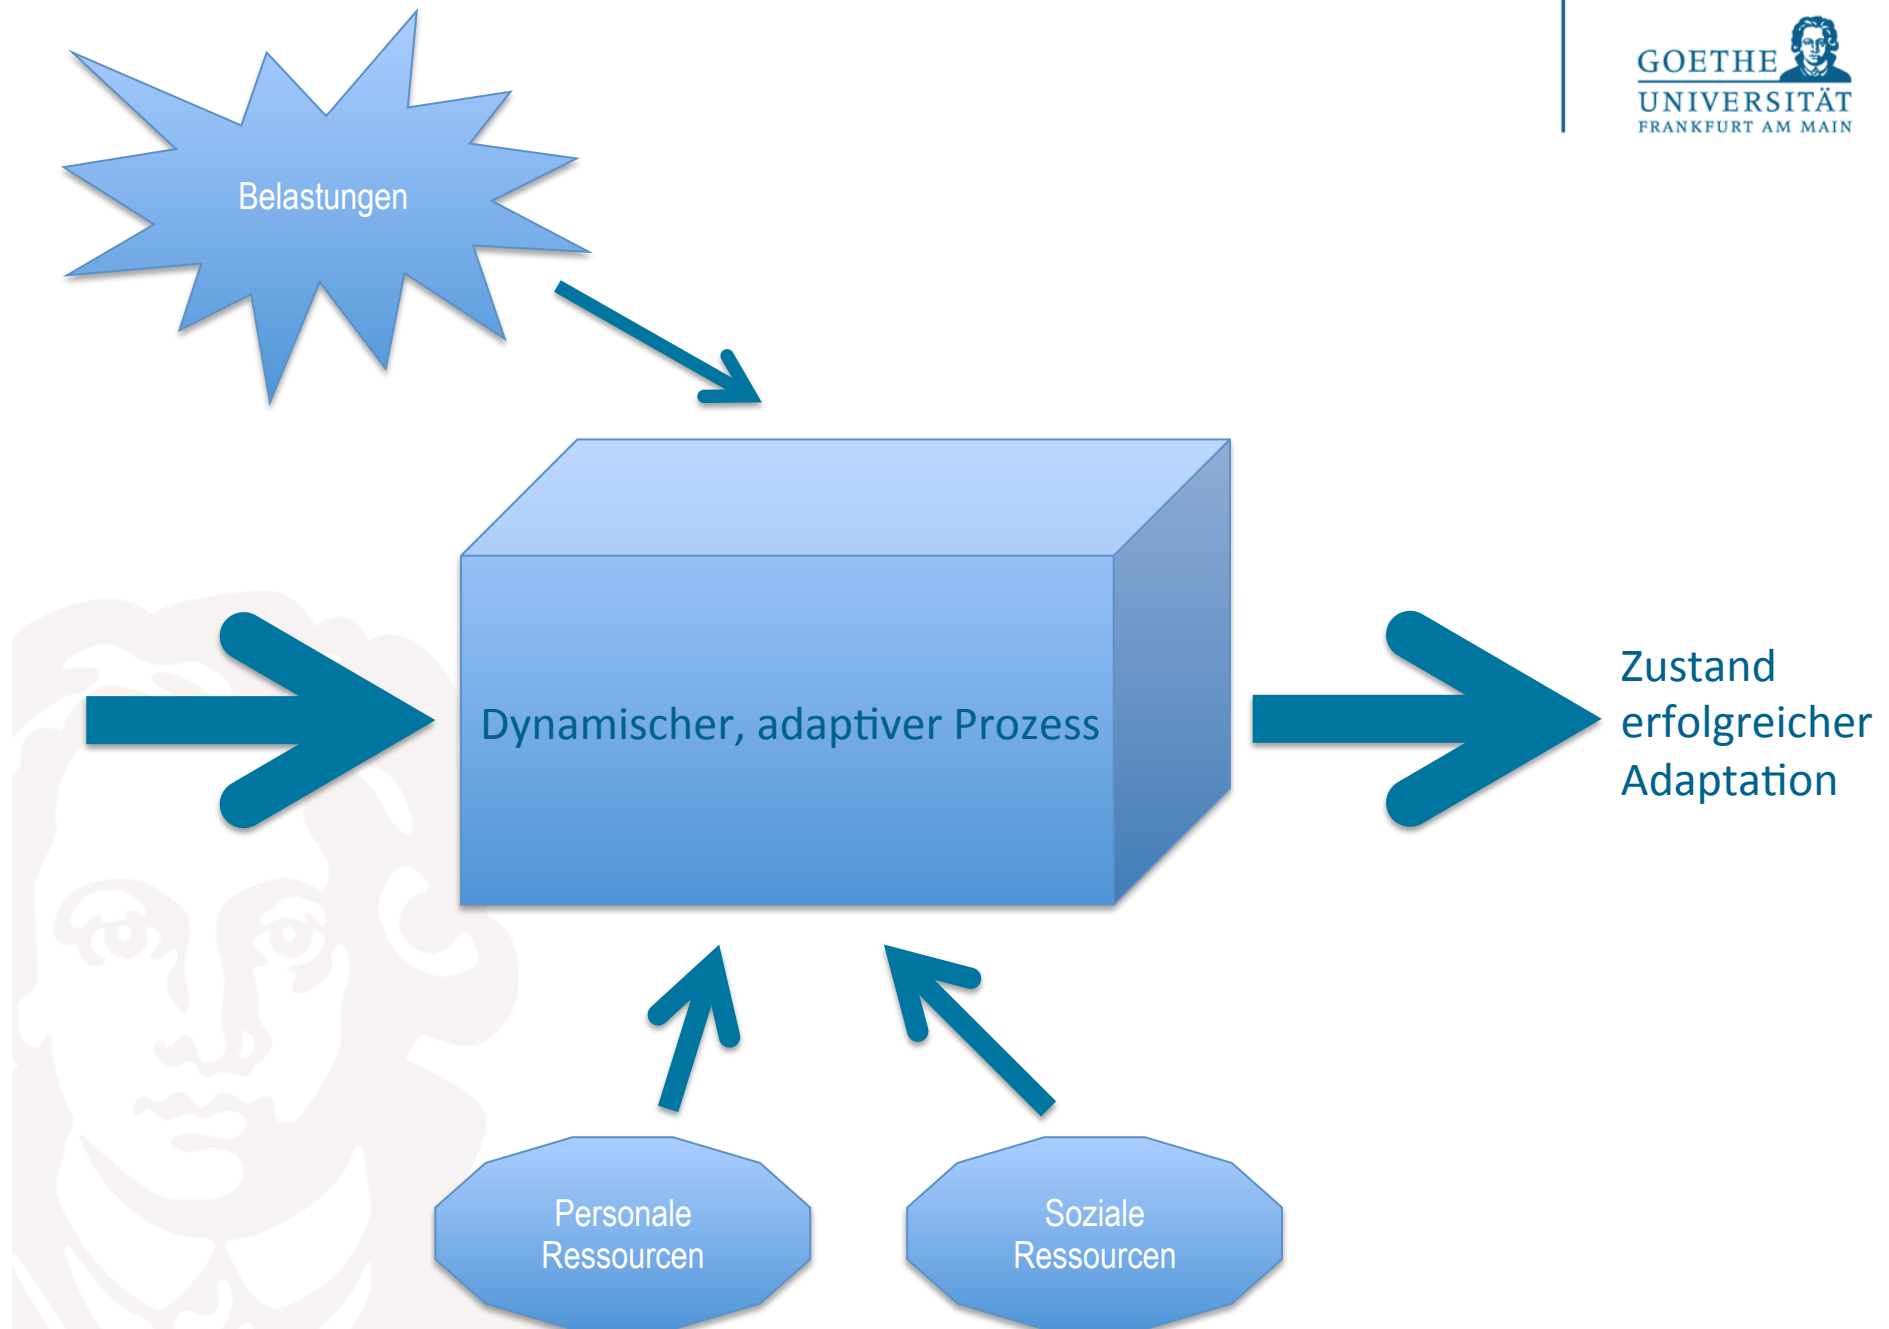 GOETHE
UNIVERSITÄT
FRANKFURT AM MAIN
Belastungen
Dynamischer, adaptiver Prozess
Zustand
erfolgreicher
Adaptation
Personale
Ressourcen
Soziale
Ressourcen